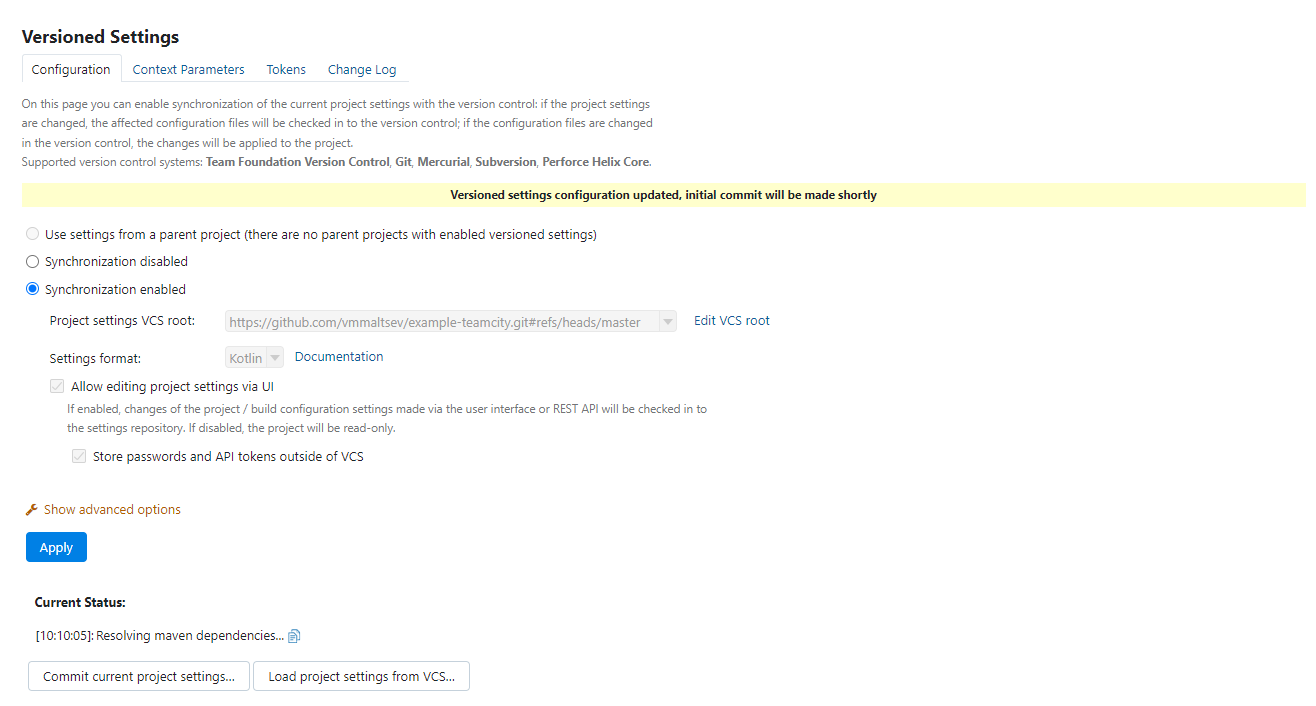 Versioned Settings
Configuration Context Parameters Tokens Change Log
On this page you can enable synchronization of the current project settings with the version control: if the project settings
are changed, the affected configuration files will be checked in to the version control; if the configuration files are changed
in the version control, the changes will be applied to the project.
Supported version control systems: Team Foundation Version Control, Git, Mercurial, Subversion, Perforce Helix Core.
Versioned settings configuration updated, initial commit will be made shortly
Use settings from a parent project (there are no parent projects with enabled versioned settings)
Synchronization disabled
Synchronization enabled
Project settings VCS root: https://github.com/vmmaltsev/example-teamcity.git#refs/heads/master Edit VCS root
Settings format: Kotlin Documentation
Allow editing project settings via UI
If enabled, changes of the project / build configuration settings made via the user interface or REST API will be checked in to
the settings repository. If disabled, the project will be read-only.
Store passwords and API tokens outside of VCS
Show advanced options
Apply
Current Status:
[10:10:05]: Resolving maven dependencies...
Commit current project settings... Load project settings from VCS...